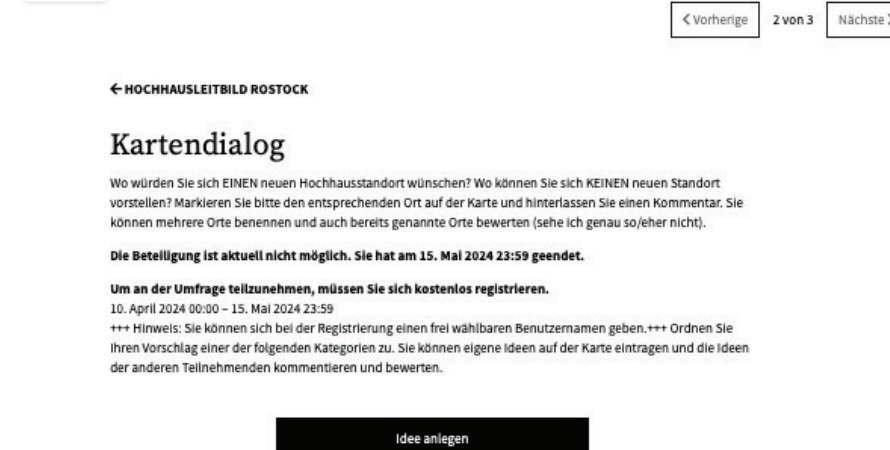 Vorherige 2 von 3 Nächste
HOCHHAUSLEITBILD ROSTOCK
Kartendialog
Wo würden Sie sich EINEN neuen Hochhausstandort wünschen? Wo können Sie sich KEINEN neuen Standort
vorstellen? Markieren Sie bitte den entsprechenden Ort auf der Karte und hinterlassen Sie einen Kommentar. Sie
können mehrere Orte benennen und auch bereits genannte Orte bewerten (sehe ich genau so/eher nicht).
Die Beteiligung ist aktuell nicht möglich. Sie hat am 15. Mai 2024 23:59 geendet.
Um an der Umfrage teilzunehmen, müssen Sie sich kostenlos registrieren.
10. April 2024 00:00 – 15. Mai 2024 23:59
+++ Hinweis: Sie können sich bei der Registrierung einen frei wählbaren Benutzernamen geben.+++ Ordnen Sie
Ihren Vorschlag einer der folgenden Kategorien zu. Sie können eigene Ideen auf der Karte eintragen und die Ideen
der anderen Teilnehmenden kommentieren und bewerten.
Idee anlegen